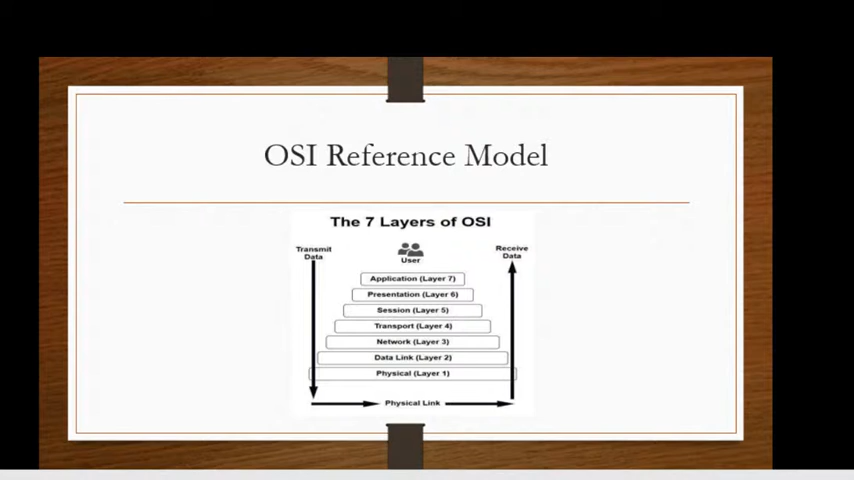 OSI Reference Model
The 7 Layers of OSI
Transmit
Data
User
Receive
Data
Application (Layer 7)
Presentation (Layer 6)
Session (Layer 5)
Transport (Layer 4)
Network (Layer 3)
Data Link (Layer 2)
Physical (Layer 1)
Physical Link